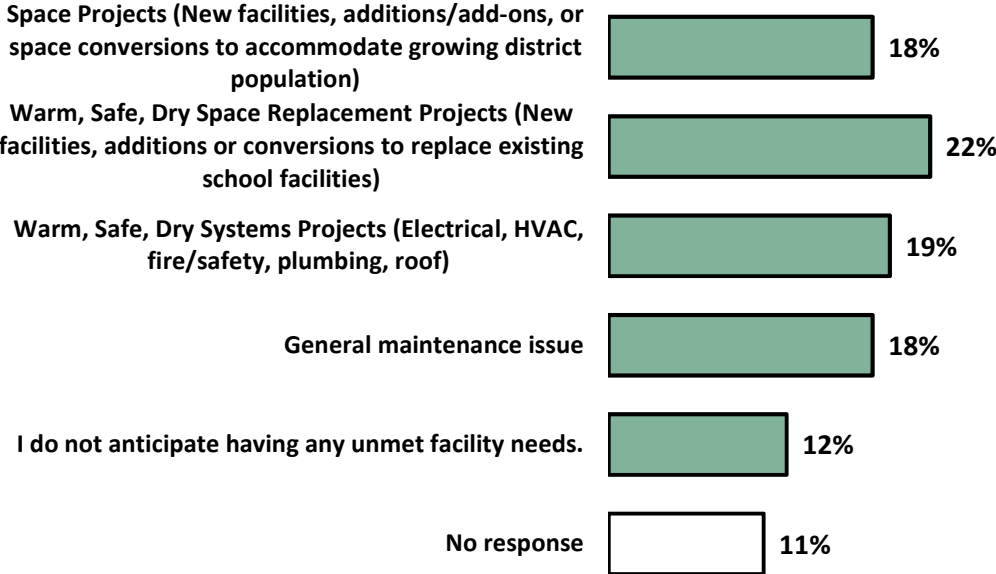 Space Projects (New facilities, additions/add-ons, or
space conversions to accommodate growing district
population)
18%
Warm, Safe, Dry Space Replacement Projects (New
facilities, additions or conversions to replace existing
school facilities)
22%
Warm, Safe, Dry Systems Projects (Electrical, HVAC,
fire/safety, plumbing, roof)
19%
General maintenance issue
18%
I do not anticipate having any unmet facility needs.
12%
No response
11%